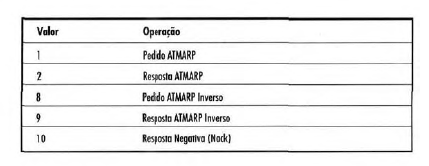 Valor Operação
1 Pedido ATMARP
2 Resposta ATMARP
8 Pedido ATMARP Inverso
9 Resposta ATMARP Inverso
10 Resposta Negativa (Nack)